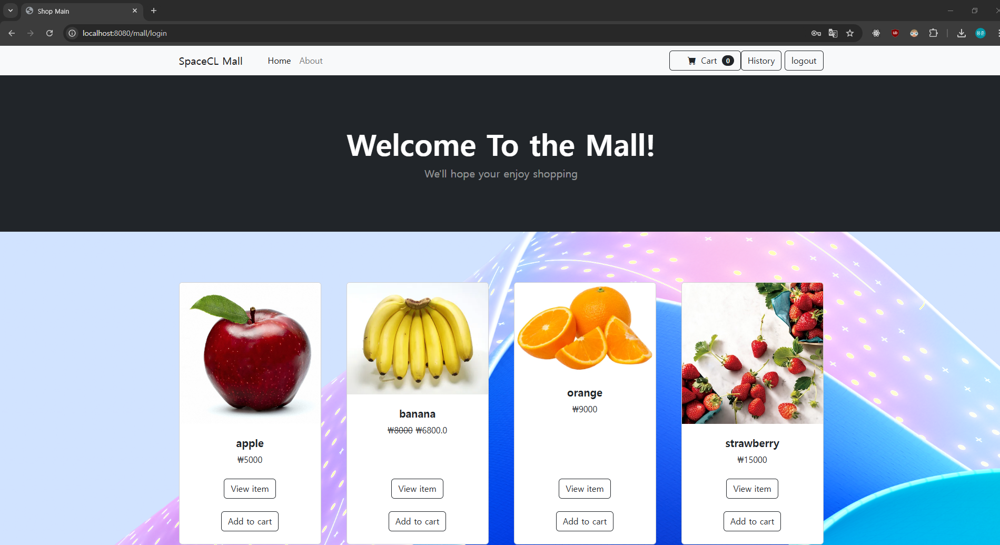 Shop Main
localhost:8080/mall/login
SpaceCL Mall Home About Cart 0 History logout
Welcome To the Mall!
We'll hope your enjoy shopping
apple
₩5000
View item
Add to cart
banana
₩8000 ₩6800.0
View item
Add to cart
orange
₩9000
View item
Add to cart
strawberry
₩15000
View item
Add to cart